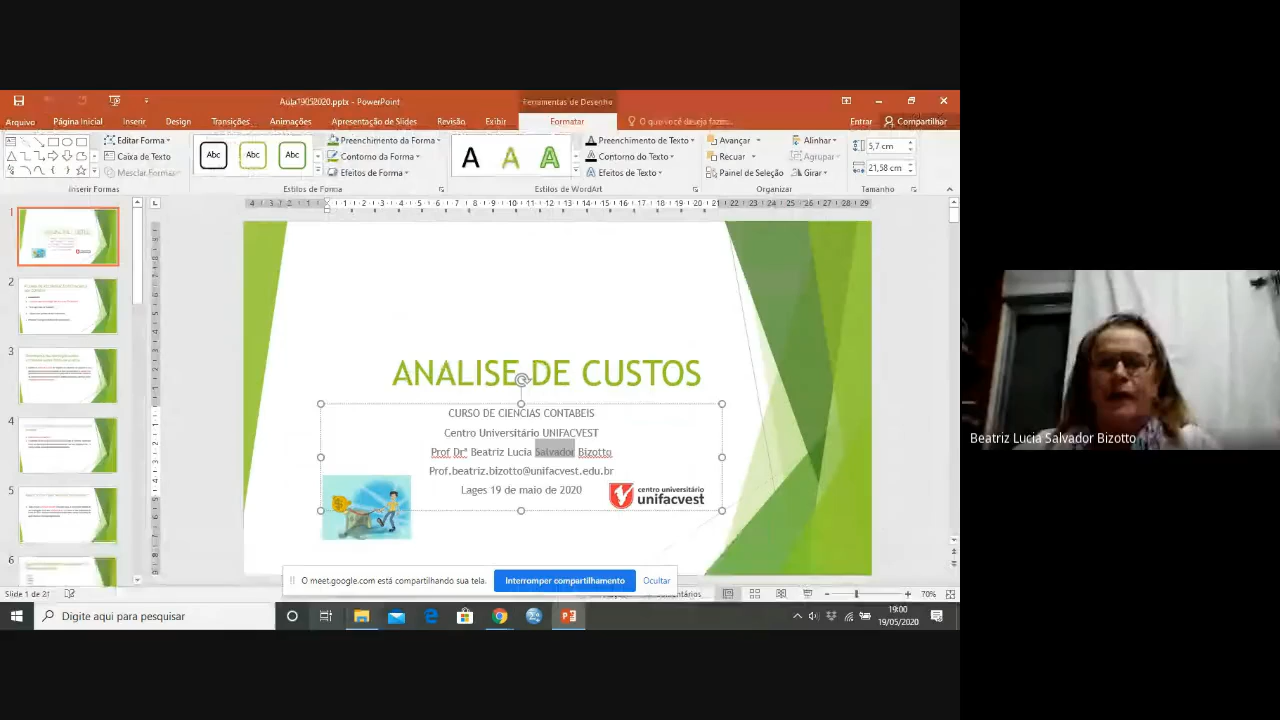 Aula19052020.pptx - PowerPoint
Ferramentas de Desenho
Arquivo
Página Inicial
Inserir
Design
Transições
Animações
Apresentação de Slides
Revisão
Exibir
Formatar
O que você deseja fazer...
Entrar
Compartilhar
Editar Forma
Caixa de Texto
Mesclar Formas
Inserir Formas
Abc
Abc
Abc
Preenchimento da Forma
Contorno da Forma
Efeitos de Forma
Estilos de Forma
A A A
Preenchimento de Texto
Contorno do Texto
Efeitos de Texto
Estilos de WordArt
Avançar
Recuar
Painel de Seleção
Alinhar
Agrupar
Girar
Organizar
5,7 cm
21,58 cm
Tamanho
1
2
3
4
5
6
ANALISE DE CUSTOS
CURSO DE CIENCIAS CONTABEIS
Centro Universitário UNIFACVEST
Prof Drª Beatriz Lucia Salvador Bizotto
Prof.beatriz.bizotto@unifacvest.edu.br
Lages 19 de maio de 2020
centro universitário
unifacvest
O meet.google.com está compartilhando sua tela.
Interromper compartilhamento
Ocultar
Slide 1 de 21
70%
Digite aqui para pesquisar
19:00
19/05/2020
Beatriz Lucia Salvador Bizotto